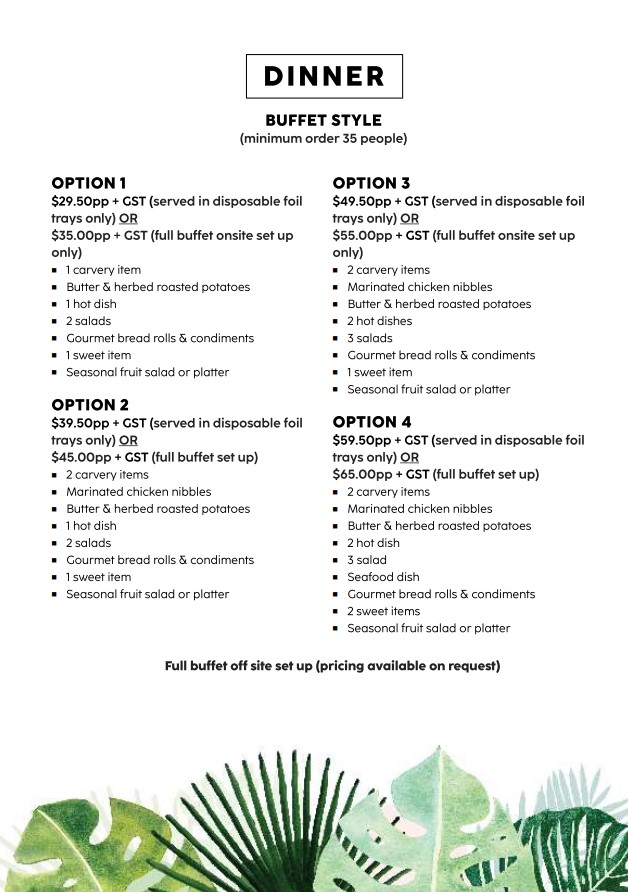 DINNER
BUFFET STYLE
(minimum order 35 people)
OPTION 1
$29.50pp + GST (served in disposable foil
trays only) OR
$35.00pp + GST (full buffet onsite set up
only)
▪ 1 carvery item
▪ Butter & herbed roasted potatoes
▪ 1 hot dish
▪ 2 salads
▪ Gourmet bread rolls & condiments
▪ 1 sweet item
▪ Seasonal fruit salad or platter
OPTION 2
$39.50pp + GST (served in disposable foil
trays only) OR
$45.00pp + GST (full buffet set up)
▪ 2 carvery items
▪ Marinated chicken nibbles
▪ Butter & herbed roasted potatoes
▪ 1 hot dish
▪ 2 salads
▪ Gourmet bread rolls & condiments
▪ 1 sweet item
▪ Seasonal fruit salad or platter
OPTION 3
$49.50pp + GST (served in disposable foil
trays only) OR
$55.00pp + GST (full buffet onsite set up
only)
▪ 2 carvery items
▪ Marinated chicken nibbles
▪ Butter & herbed roasted potatoes
▪ 2 hot dishes
▪ 3 salads
▪ Gourmet bread rolls & condiments
▪ 1 sweet item
▪ Seasonal fruit salad or platter
OPTION 4
$59.50pp + GST (served in disposable foil
trays only) OR
$65.00pp + GST (full buffet set up)
▪ 2 carvery items
▪ Marinated chicken nibbles
▪ Butter & herbed roasted potatoes
▪ 2 hot dish
▪ 3 salad
▪ Seafood dish
▪ Gourmet bread rolls & condiments
▪ 2 sweet items
▪ Seasonal fruit salad or platter
Full buffet off site set up (pricing available on request)